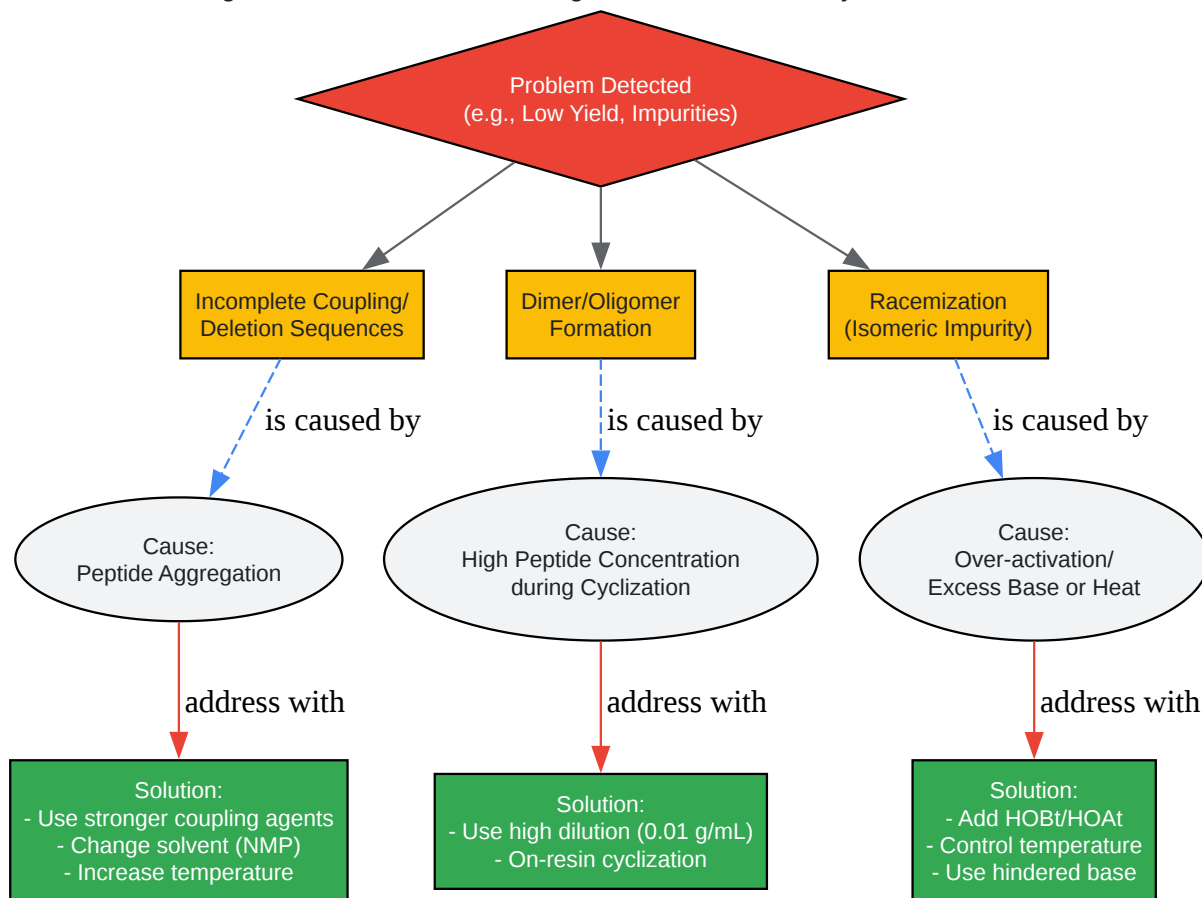 Problem Detected
(e.g., Low Yield, Impurities)
Incomplete Coupling/
Deletion Sequences
Dimer/Oligomer
Formation
Racemization
(Isomeric Impurity)
is caused by
is caused by
is caused by
Cause:
Peptide Aggregation
Cause:
High Peptide Concentration
during Cyclization
Cause:
Over-activation/
Excess Base or Heat
address with
address with
address with
Solution:
- Use stronger coupling agents
- Change solvent (NMP)
- Increase temperature
Solution:
- Use high dilution (0.01 g/mL)
- On-resin cyclization
Solution:
- Add HOBt/HOAt
- Control temperature
- Use hindered base